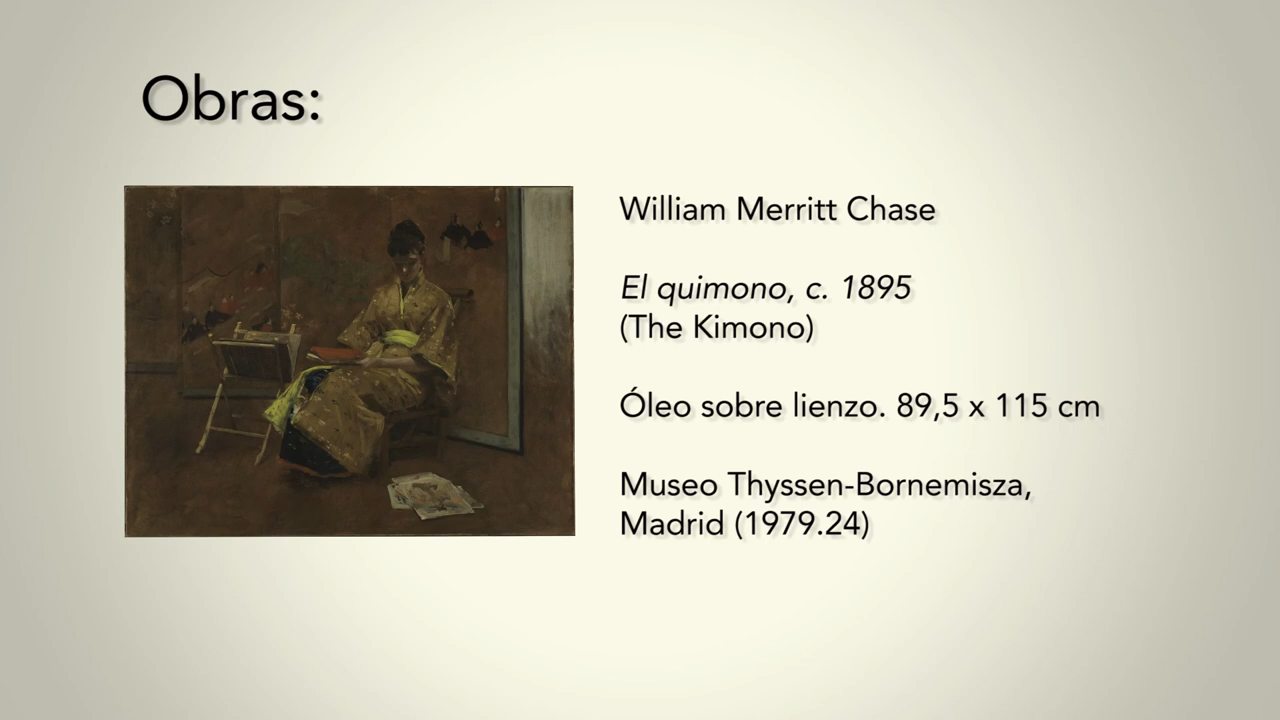 Obras:
William Merritt Chase
El quimono, c. 1895
(The Kimono)
Óleo sobre lienzo. 89,5 x 115 cm
Museo Thyssen-Bornemisza,
Madrid (1979.24)